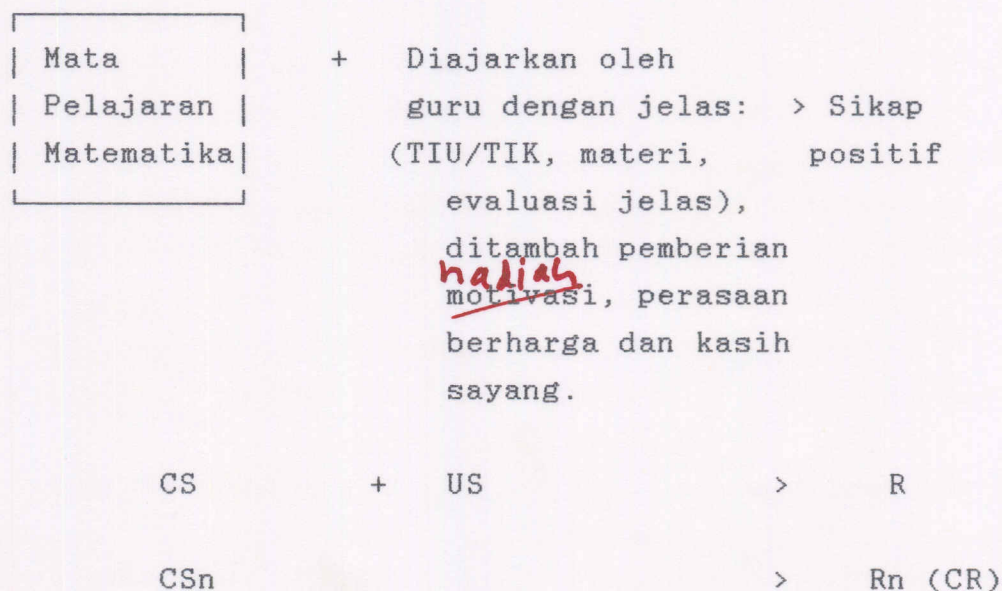 Mata + Diajarkan oleh
Pelajaran guru dengan jelas: > Sikap
Matematika (TIU/TIK, materi, positif
evaluasi jelas),
ditambah pemberian
hadiah
motivasi, perasaan
berharga dan kasih
sayang.
CS + US > R
CSn > Rn (CR)